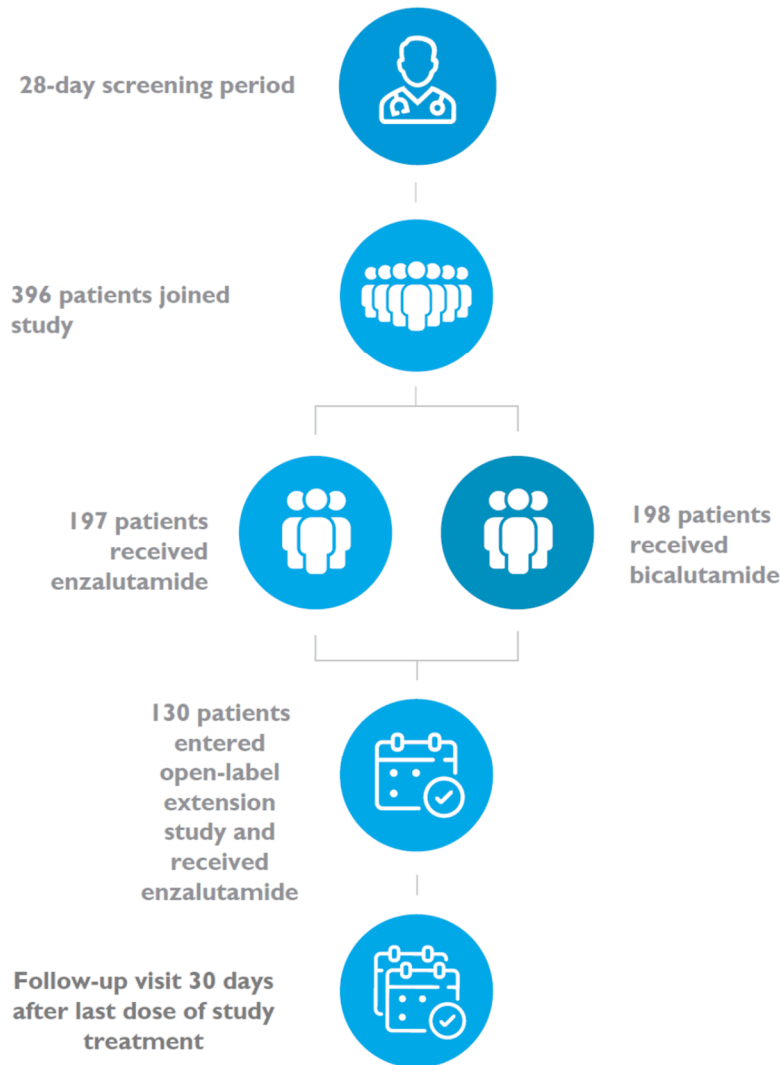 28-day screening period
396 patients joined
study
197 patients
received
enzalutamide
198 patients
received
bicalutamide
130 patients
entered
open-label
extension
study and
received
enzalutamide
Follow-up visit 30 days
after last dose of study
treatment